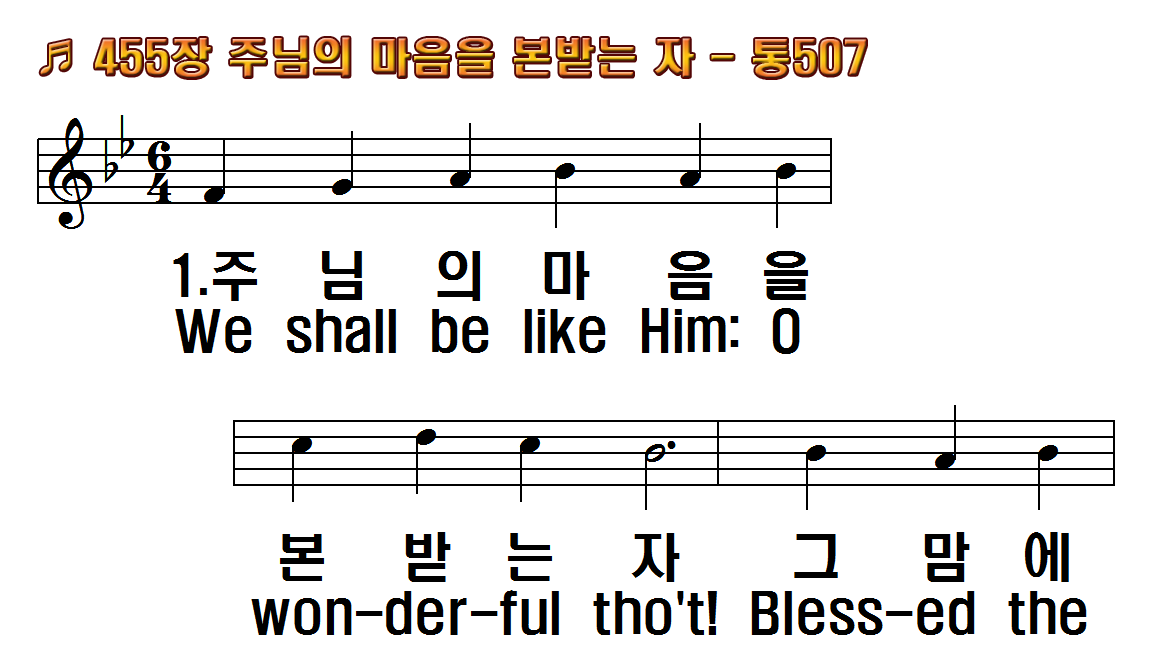 ♬ 455장 주님의 마음을 본받는 자 - 통507
6
4
1.주 님 의 마 음 을
We shall be like Him: O
본 받 는 자 그 맘 에
won-der-ful tho't! Bless-ed the